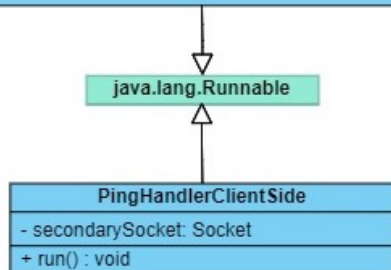 java.lang.Runnable
PingHandlerClientSide
- secondarySocket: Socket
+ run() : void